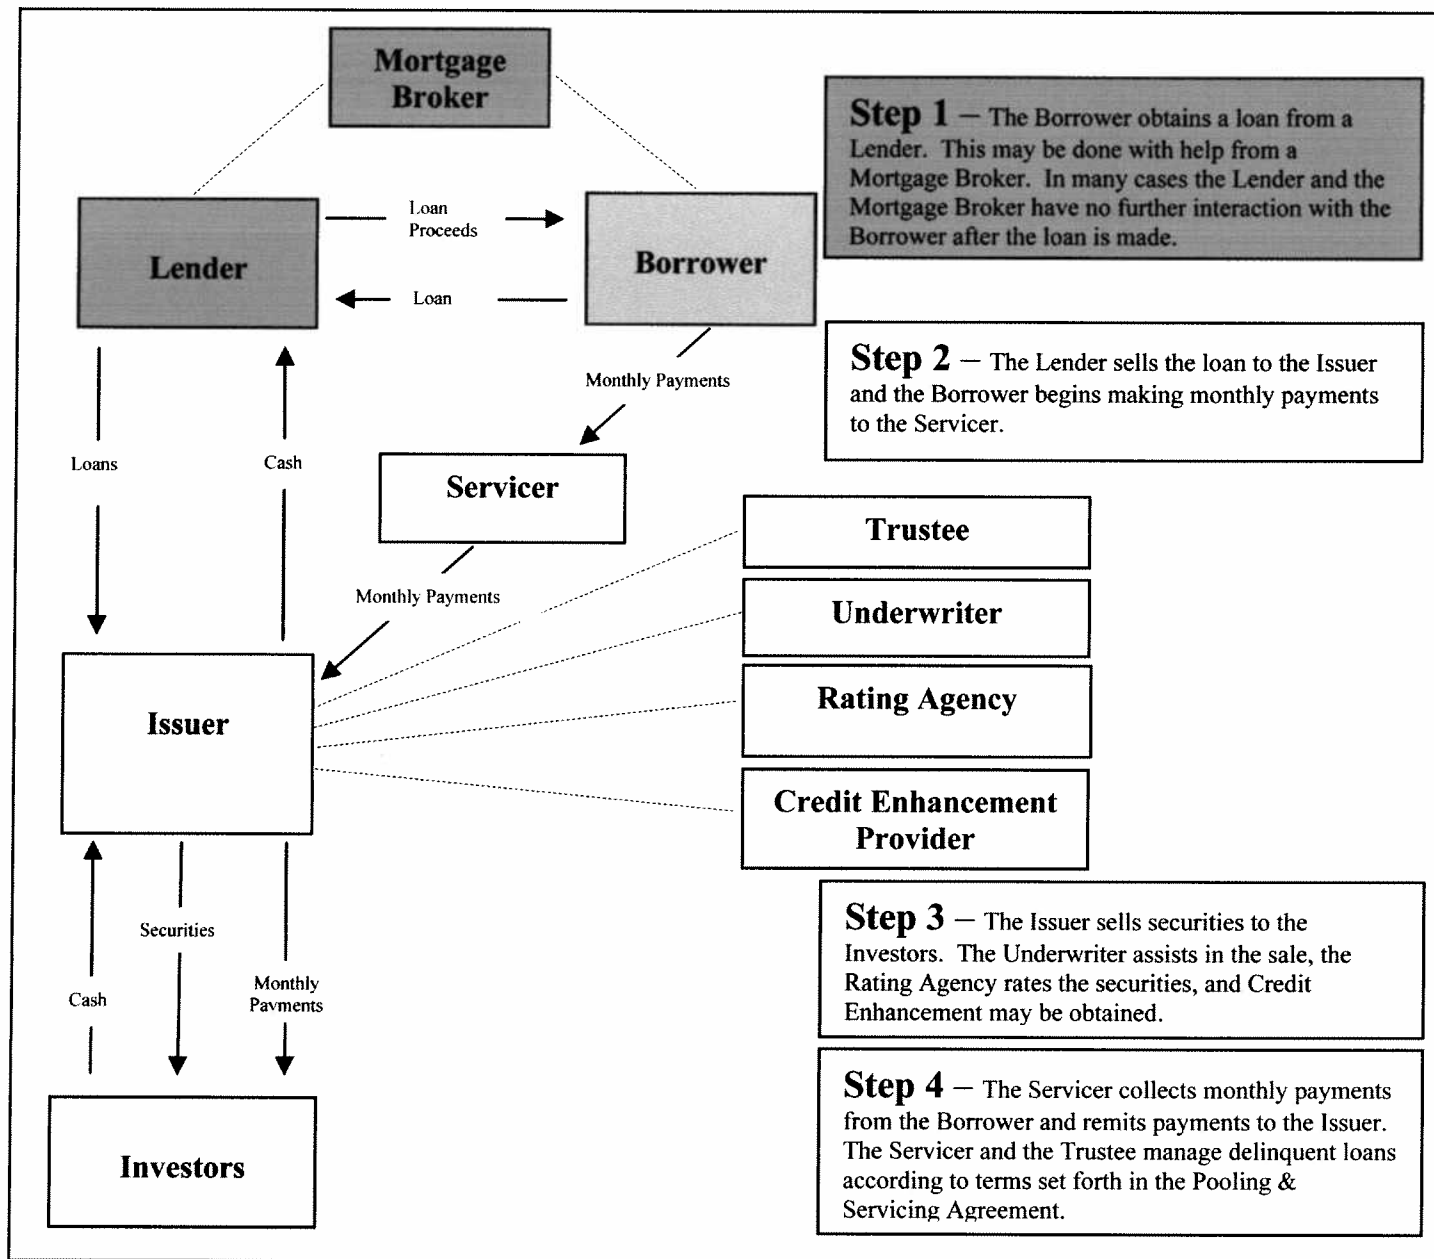 Mortgage
Broker
Step 1 – The Borrower obtains a loan from a
Lender. This may be done with help from a
Mortgage Broker. In many cases the Lender and the
Mortgage Broker have no further interaction with the
Borrower after the loan is made.
Loan
Proceeds
Lender
Borrower
Loan
Step 2 – The Lender sells the loan to the Issuer
and the Borrower begins making monthly payments
to the Servicer.
Monthly Payments
Loans
Cash
Servicer
Trustee
Monthly Payments
Underwriter
Issuer
Rating Agency
Credit Enhancement
Provider
Step 3 – The Issuer sells securities to the
Investors. The Underwriter assists in the sale, the
Rating Agency rates the securities, and Credit
Enhancement may be obtained.
Securities
Cash
Monthly
Payments
Step 4 – The Servicer collects monthly payments
from the Borrower and remits payments to the Issuer.
The Servicer and the Trustee manage delinquent loans
according to terms set forth in the Pooling &
Servicing Agreement.
Investors